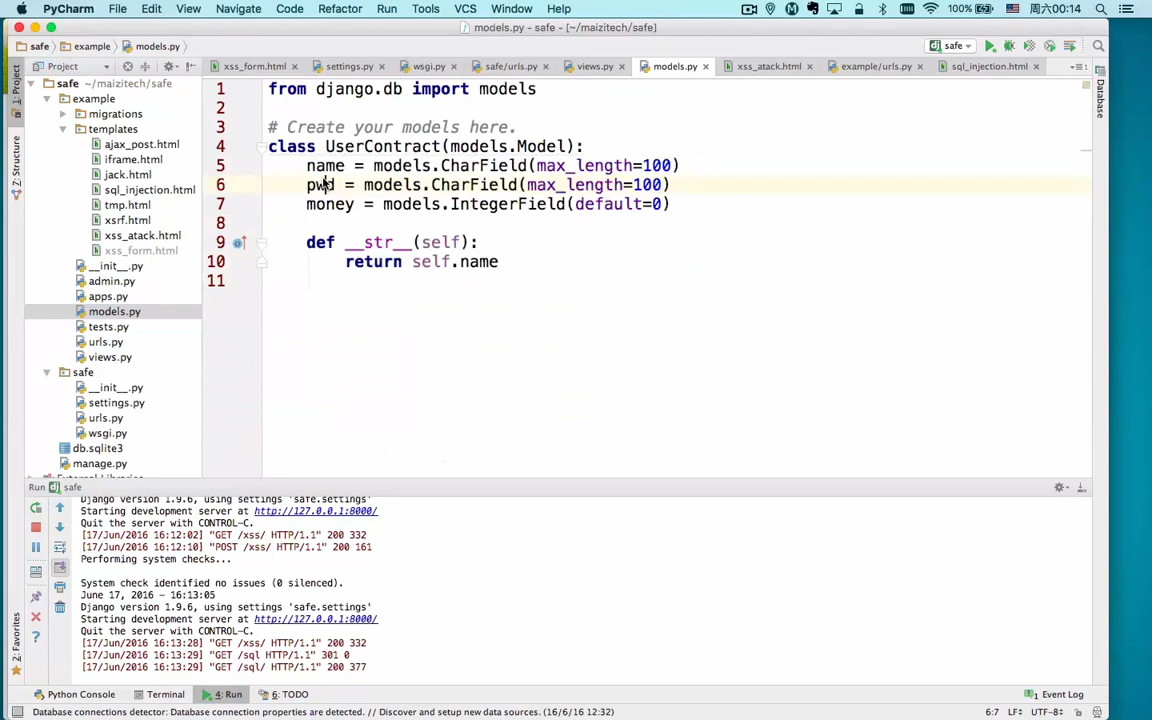 PyCharm File Edit View Navigate Code Refactor Run Tools VCS Window Help 100% 周六00:14
models.py - safe - [~/maizitech/safe]
safe example models.py safe
Project xss_form.html settings.py wsgi.py safe/urls.py views.py models.py xss_atack.html example/urls.py sql_injection.html
1: Project
Z: Structure
2: Favorites
Database
safe ~/maizitech/safe
example
migrations
templates
ajax_post.html
iframe.html
jack.html
sql_injection.html
tmp.html
xsrf.html
xss_atack.html
xss_form.html
__init__.py
admin.py
apps.py
models.py
tests.py
urls.py
views.py
safe
__init__.py
settings.py
urls.py
wsgi.py
db.sqlite3
manage.py
1 from django.db import models
2
3 # Create your models here.
4 class UserContract(models.Model):
5 name = models.CharField(max_length=100)
6 pwd = models.CharField(max_length=100)
7 money = models.IntegerField(default=0)
8
9 def __str__(self):
10 return self.name
11
Run safe
Django version 1.9.6, using settings 'safe.settings'
Starting development server at http://127.0.0.1:8000/
Quit the server with CONTROL-C.
[17/Jun/2016 16:12:02] "GET /xss/ HTTP/1.1" 200 332
[17/Jun/2016 16:12:10] "POST /xss/ HTTP/1.1" 200 161
Performing system checks...
System check identified no issues (0 silenced).
June 17, 2016 - 16:13:05
Django version 1.9.6, using settings 'safe.settings'
Starting development server at http://127.0.0.1:8000/
Quit the server with CONTROL-C.
[17/Jun/2016 16:13:28] "GET /xss/ HTTP/1.1" 200 332
[17/Jun/2016 16:13:29] "GET /sql HTTP/1.1" 301 0
[17/Jun/2016 16:13:29] "GET /sql/ HTTP/1.1" 200 377
Python Console Terminal 4: Run 6: TODO 1 Event Log
Database connections detector: Database connection properties are detected. // Discover and setup new data sources. (16/6/16 12:32) 6:7 LF UTF-8